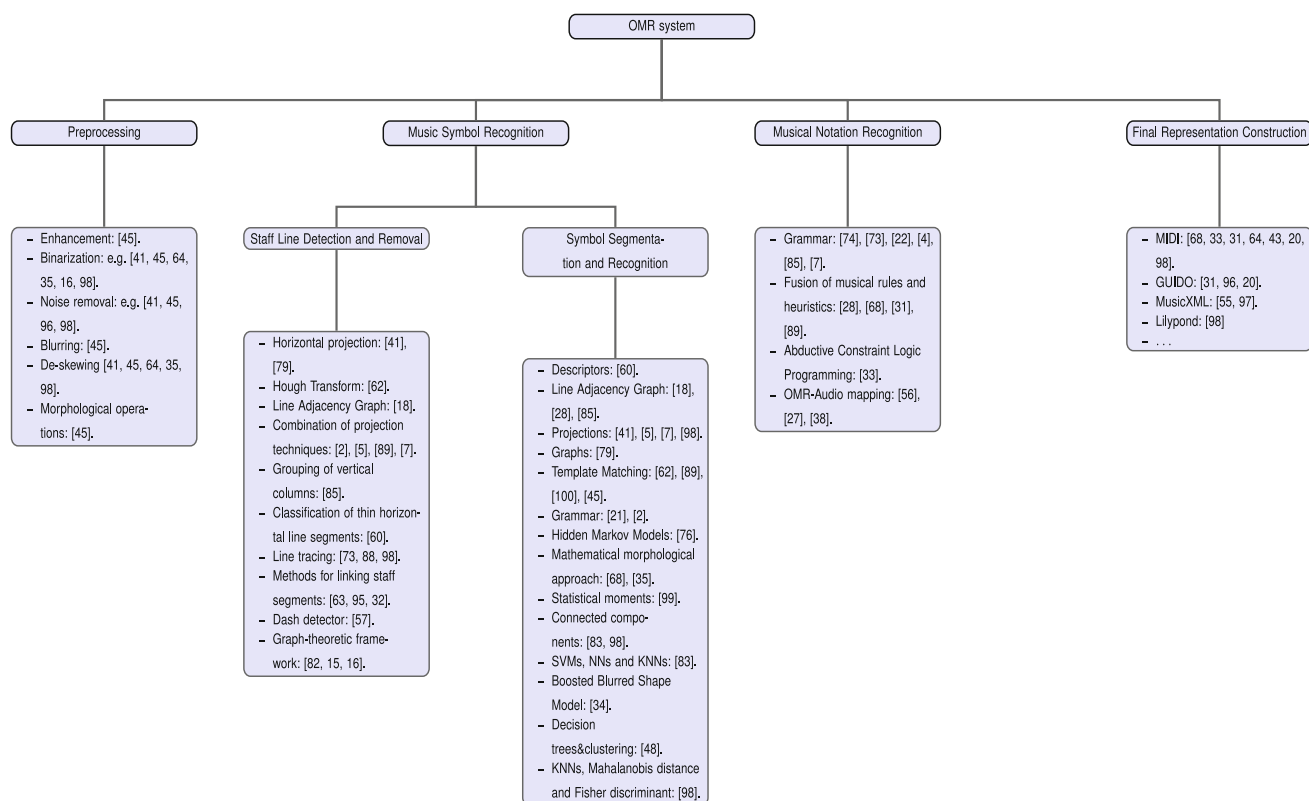 OMR system
Preprocessing
Music Symbol Recognition
Musical Notation Recognition
Final Representation Construction
– Enhancement: [45].
– Binarization: e.g. [41, 45, 64,
35, 16, 98].
– Noise removal: e.g. [41, 45,
96, 98].
– Blurring: [45].
– De-skewing [41, 45, 64, 35,
98].
– Morphological opera-
tions: [45].
Staff Line Detection and Removal
– Horizontal projection: [41],
[79].
– Hough Transform: [62].
– Line Adjacency Graph: [18].
– Combination of projection
techniques: [2], [5], [89], [7].
– Grouping of vertical
columns: [85].
– Classification of thin horizon-
tal line segments: [60].
– Line tracing: [73, 88, 98].
– Methods for linking staff
segments: [63, 95, 32].
– Dash detector: [57].
– Graph-theoretic frame-
work: [82, 15, 16].
Symbol Segmenta-
tion and Recognition
– Descriptors: [60].
– Line Adjacency Graph: [18],
[28], [85].
– Projections: [41], [5], [7], [98].
– Graphs: [79].
– Template Matching: [62], [89],
[100], [45].
– Grammar: [21], [2].
– Hidden Markov Models: [76].
– Mathematical morphological
approach: [68], [35].
– Statistical moments: [99].
– Connected compo-
nents: [83, 98].
– SVMs, NNs and KNNs: [83].
– Boosted Blurred Shape
Model: [34].
– Decision
trees&clustering: [48].
– KNNs, Mahalanobis distance
and Fisher discriminant: [98].
– Grammar: [74], [73], [22], [4],
[85], [7].
– Fusion of musical rules and
heuristics: [28], [68], [31],
[89].
– Abductive Constraint Logic
Programming: [33].
– OMR-Audio mapping: [56],
[27], [38].
– MIDI: [68, 33, 31, 64, 43, 20,
98].
– GUIDO: [31, 96, 20].
– MusicXML: [55, 97].
– Lilypond: [98]
– . . .